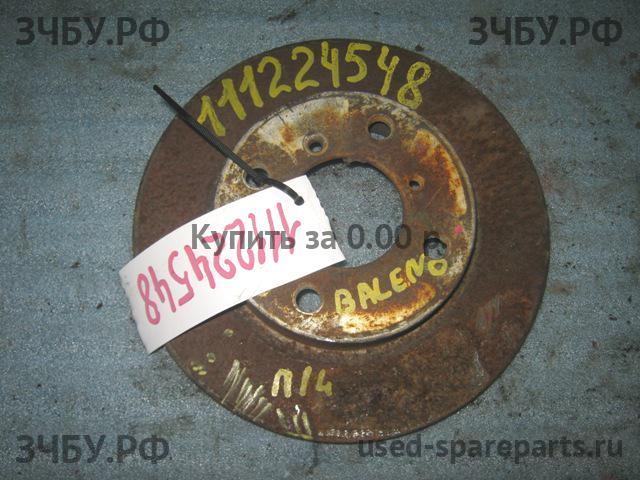 ЗЧБУ.РФ ЗЧБУ.РФ
111224548
Купить за 0.00 р.
111224548
BALENO
П/4
ЗЧБУ.РФ used-spareparts.ru